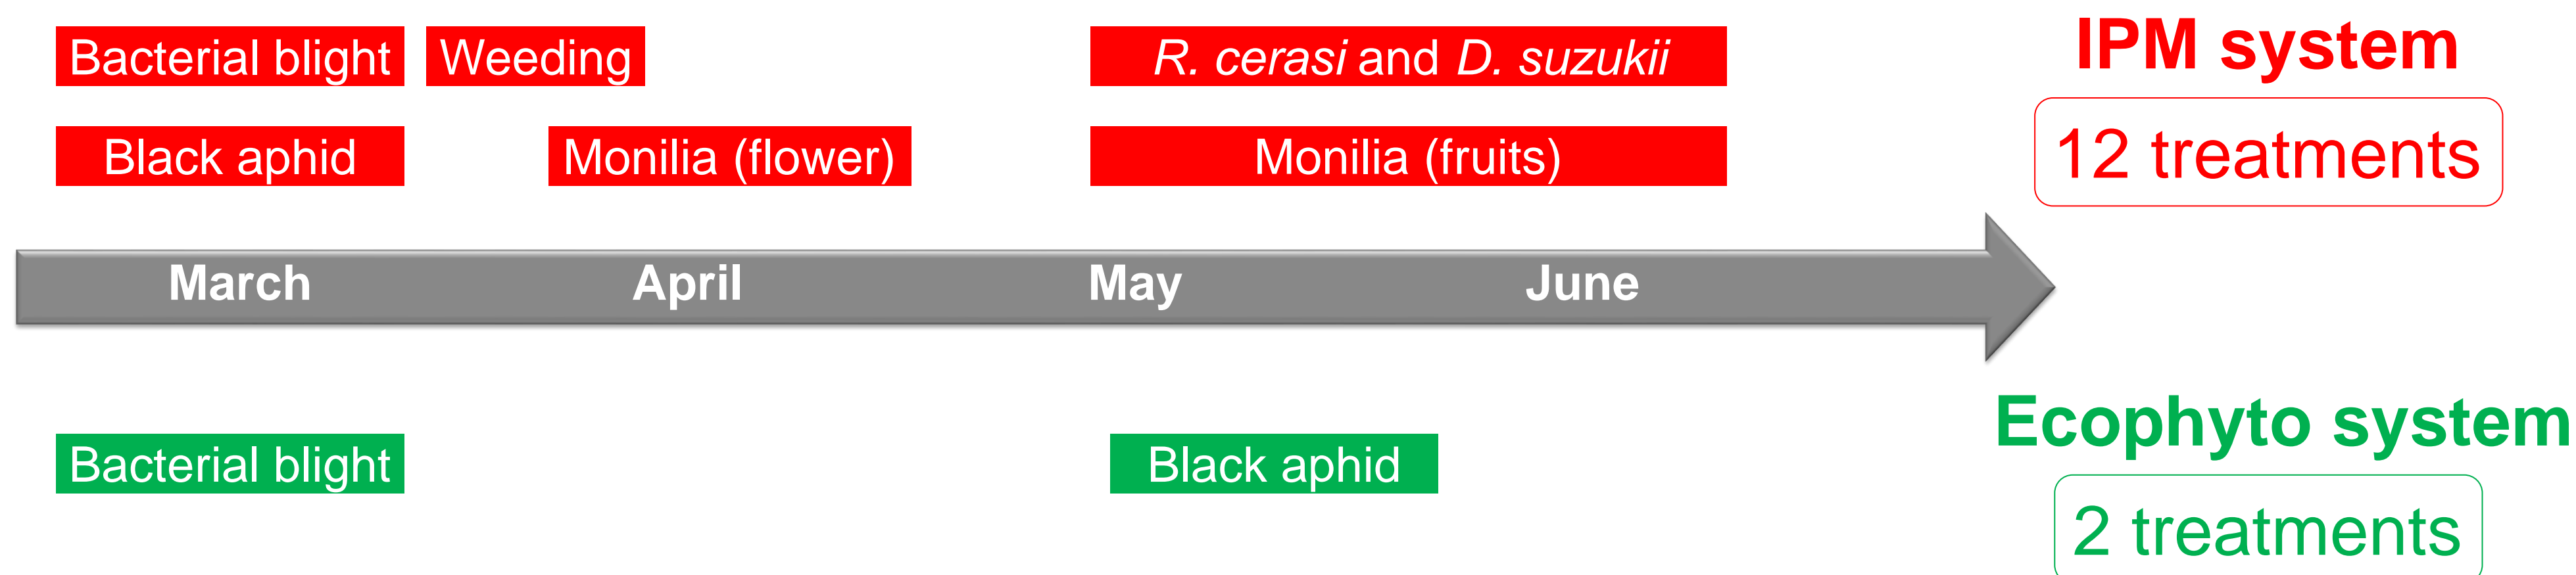 Bacterial blight
Weeding
R. cerasi and D. suzukii
IPM system
Black aphid
Monilia (flower)
Monilia (fruits)
12 treatments
March
April
May
June
Ecophyto system
Bacterial blight
Black aphid
2 treatments